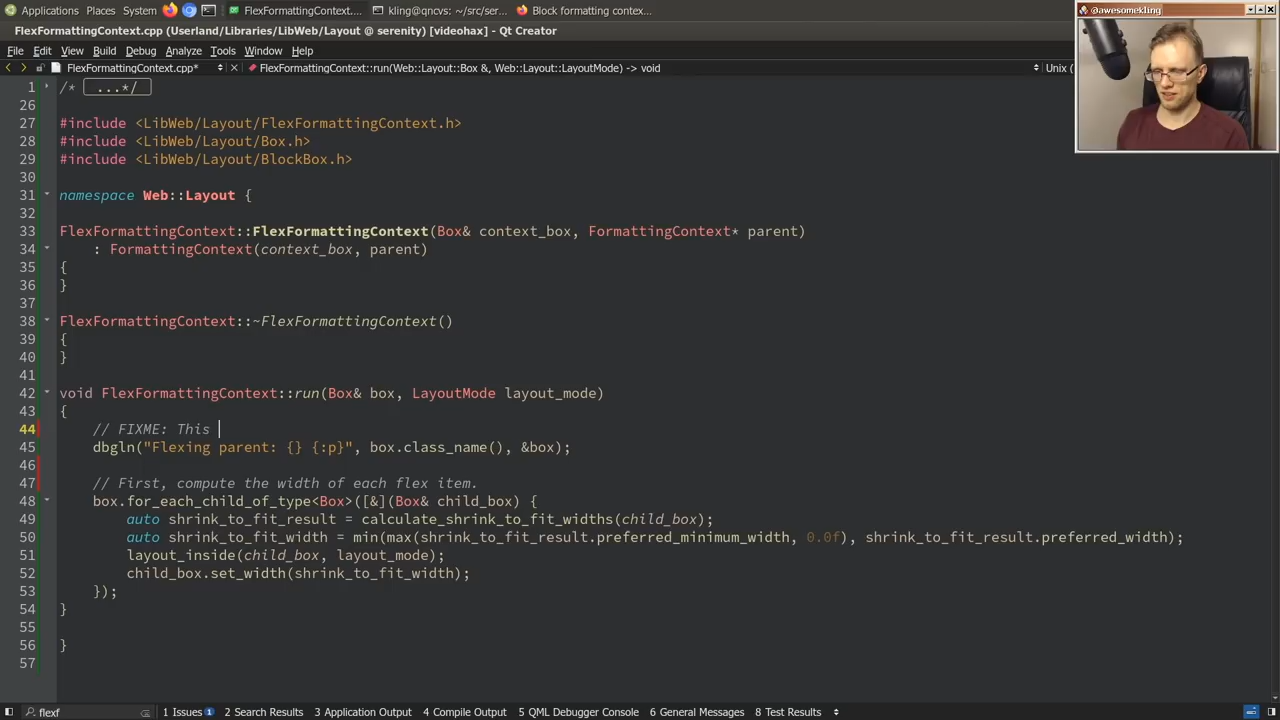 Applications Places System FlexFormattingContext.... kling@qncvs: ~/src/ser... Block formatting contex...
@awesomekling
FlexFormattingContext.cpp (Userland/Libraries/LibWeb/Layout @ serenity) [videohax] - Qt Creator
File Edit View Build Debug Analyze Tools Window Help
FlexFormattingContext.cpp* FlexFormattingContext::run(Web::Layout::Box &, Web::Layout::LayoutMode) -> void Unix (
1 /* ...*/
26
27 #include <LibWeb/Layout/FlexFormattingContext.h>
28 #include <LibWeb/Layout/Box.h>
29 #include <LibWeb/Layout/BlockBox.h>
30
31 namespace Web::Layout {
32
33 FlexFormattingContext::FlexFormattingContext(Box& context_box, FormattingContext* parent)
34 : FormattingContext(context_box, parent)
35 {
36 }
37
38 FlexFormattingContext::~FlexFormattingContext()
39 {
40 }
41
42 void FlexFormattingContext::run(Box& box, LayoutMode layout_mode)
43 {
44 // FIXME: This
45 dbgln("Flexing parent: {} {:p}", box.class_name(), &box);
46
47 // First, compute the width of each flex item.
48 box.for_each_child_of_type<Box>([&](Box& child_box) {
49 auto shrink_to_fit_result = calculate_shrink_to_fit_widths(child_box);
50 auto shrink_to_fit_width = min(max(shrink_to_fit_result.preferred_minimum_width, 0.0f), shrink_to_fit_result.preferred_width);
51 layout_inside(child_box, layout_mode);
52 child_box.set_width(shrink_to_fit_width);
53 });
54 }
55
56 }
57
flexf 1 Issues 1 2 Search Results 3 Application Output 4 Compile Output 5 QML Debugger Console 6 General Messages 8 Test Results